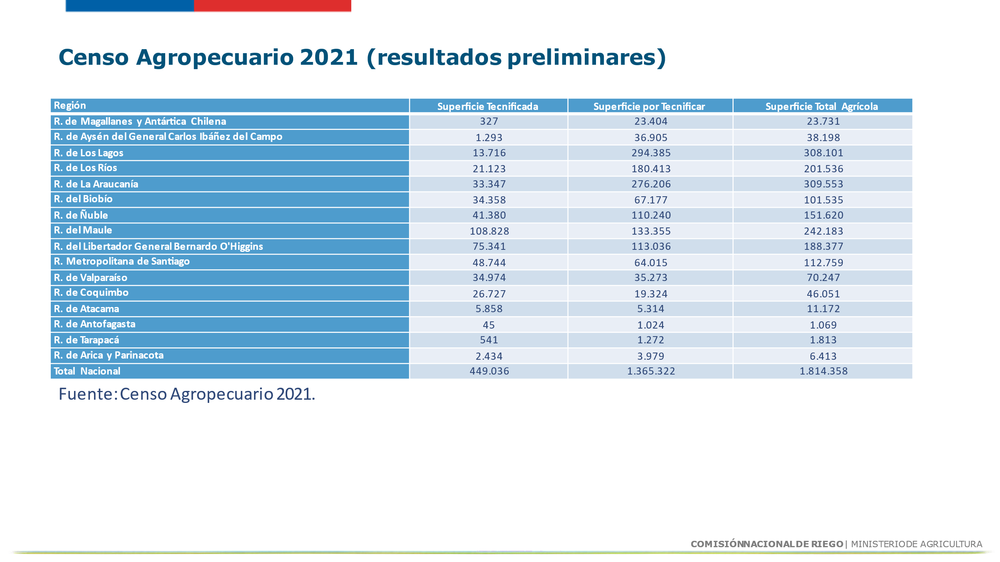 Censo Agropecuario 2021 (resultados preliminares)
Región Superficie Tecnificada Superficie por Tecnificar Superficie Total Agrícola
R. de Magallanes y Antártica Chilena 327 23.404 23.731
R. de Aysén del General Carlos Ibáñez del Campo 1.293 36.905 38.198
R. de Los Lagos 13.716 294.385 308.101
R. de Los Ríos 21.123 180.413 201.536
R. de La Araucanía 33.347 276.206 309.553
R. del Biobío 34.358 67.177 101.535
R. de Ñuble 41.380 110.240 151.620
R. del Maule 108.828 133.355 242.183
R. del Libertador General Bernardo O'Higgins 75.341 113.036 188.377
R. Metropolitana de Santiago 48.744 64.015 112.759
R. de Valparaíso 34.974 35.273 70.247
R. de Coquimbo 26.727 19.324 46.051
R. de Atacama 5.858 5.314 11.172
R. de Antofagasta 45 1.024 1.069
R. de Tarapacá 541 1.272 1.813
R. de Arica y Parinacota 2.434 3.979 6.413
Total Nacional 449.036 1.365.322 1.814.358
Fuente: Censo Agropecuario 2021.
COMISIÓN NACIONAL DE RIEGO | MINISTERIO DE AGRICULTURA